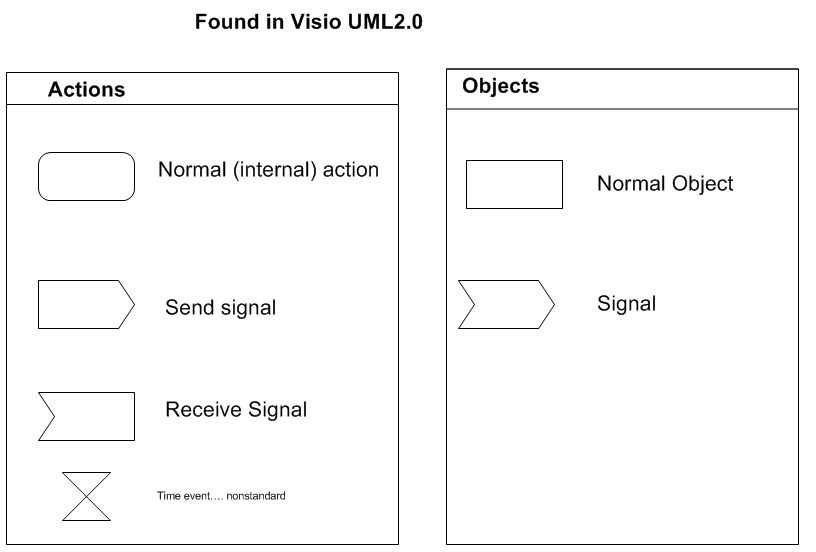 Found in Visio UML2.0
Actions
Normal (internal) action
Send signal
Receive Signal
Time event.... nonstandard
Objects
Normal Object
Signal